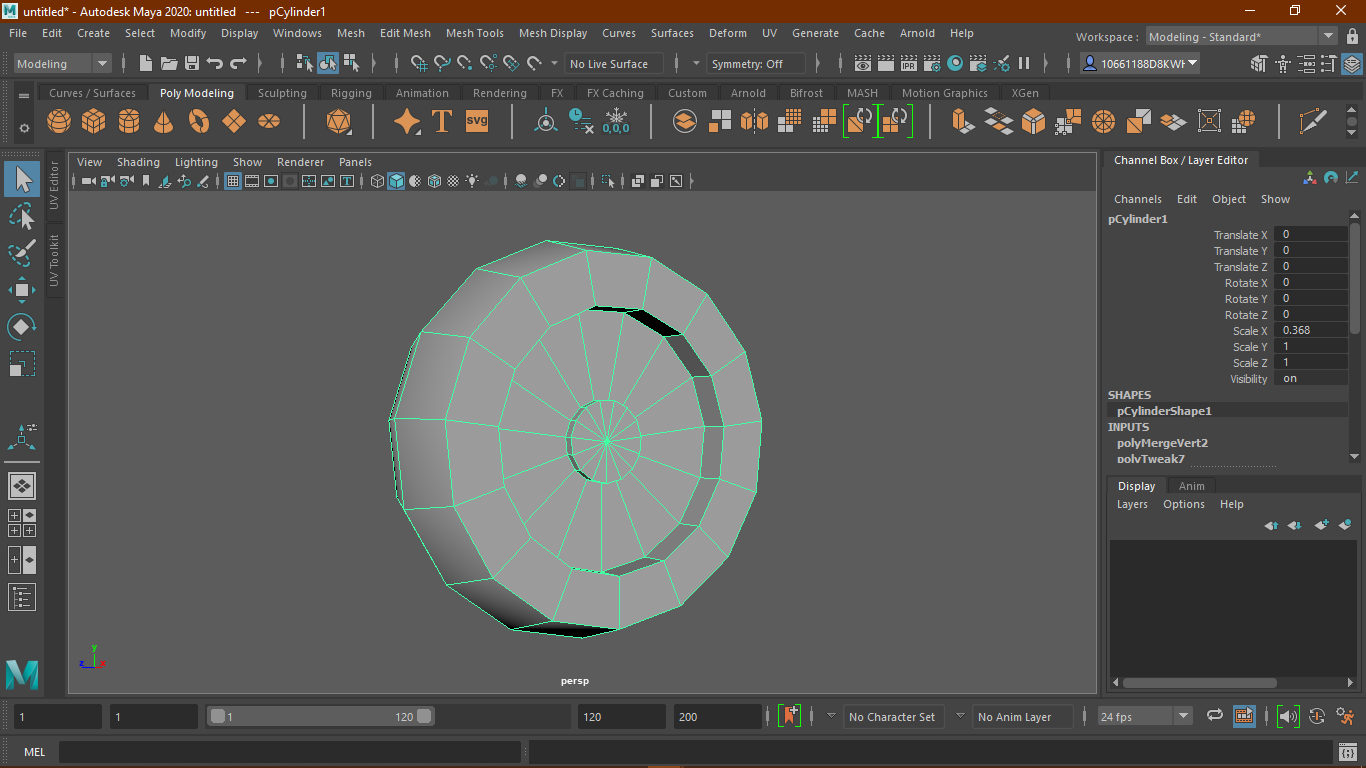 untitled* - Autodesk Maya 2020: untitled --- pCylinder1
File Edit Create Select Modify Display Windows Mesh Edit Mesh Mesh Tools Mesh Display Curves Surfaces Deform UV Generate Cache Arnold Help
Workspace : Modeling - Standard*
Modeling No Live Surface Symmetry: Off 10661188D8KWH
Curves / Surfaces Poly Modeling Sculpting Rigging Animation Rendering FX FX Caching Custom Arnold Bifrost MASH Motion Graphics XGen
T svg 0,0,0
View Shading Lighting Show Renderer Panels
UV Editor
UV Toolkit
persp
y
z x
Channel Box / Layer Editor
Channels Edit Object Show
pCylinder1
Translate X 0
Translate Y 0
Translate Z 0
Rotate X 0
Rotate Y 0
Rotate Z 0
Scale X 0.368
Scale Y 1
Scale Z 1
Visibility on
SHAPES
pCylinderShape1
INPUTS
polyMergeVert2
polyTweak7
Display Anim
Layers Options Help
1 1 1 120 120 200 No Character Set No Anim Layer 24 fps
MEL